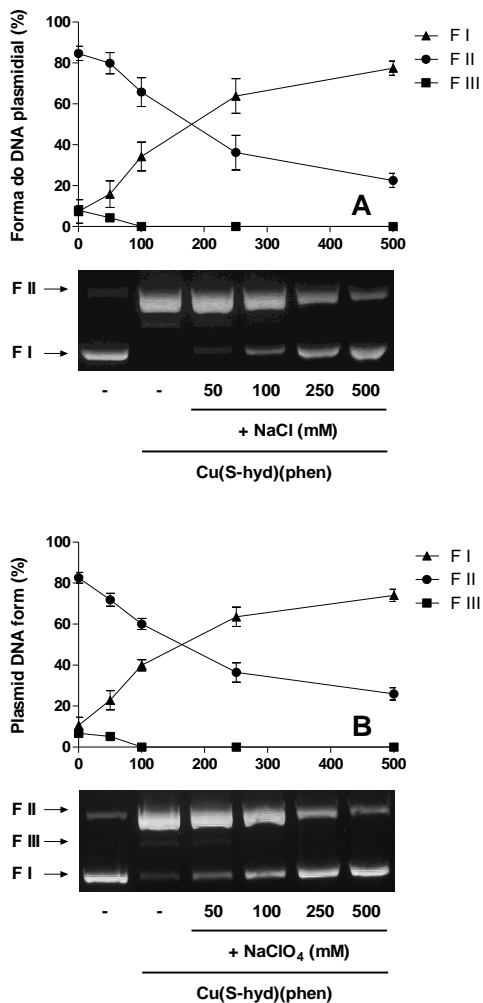 100
80
60
40
20
0
Forma do DNA plasmidial (%)
F I
F II
F III
A
0 100 200 300 400 500
F II
F I
- - 50 100 250 500
+ NaCl (mM)
Cu(S-hyd)(phen)
100
80
60
40
20
0
Plasmid DNA form (%)
F I
F II
F III
B
0 100 200 300 400 500
F II
F III
F I
- - 50 100 250 500
+ NaClO₄ (mM)
Cu(S-hyd)(phen)